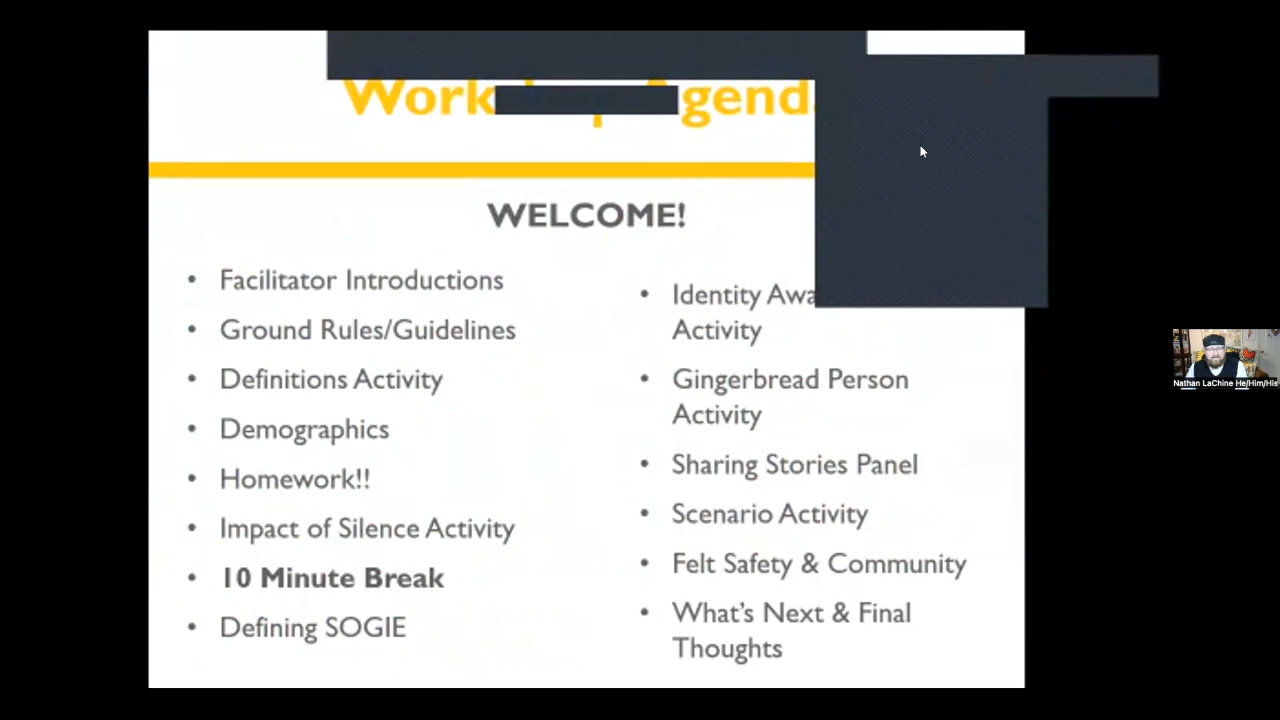 WELCOME!
Facilitator Introductions
Ground Rules/Guidelines
Definitions Activity
Demographics
Homework!!
Impact of Silence Activity
10 Minute Break
Defining SOGIE
Identity
Activity
Gingerbread Person
Activity
Sharing Stories Panel
Scenario Activity
Felt Safety & Community
What's Next & Final
Thoughts
Nathan LaChine He/Him/His